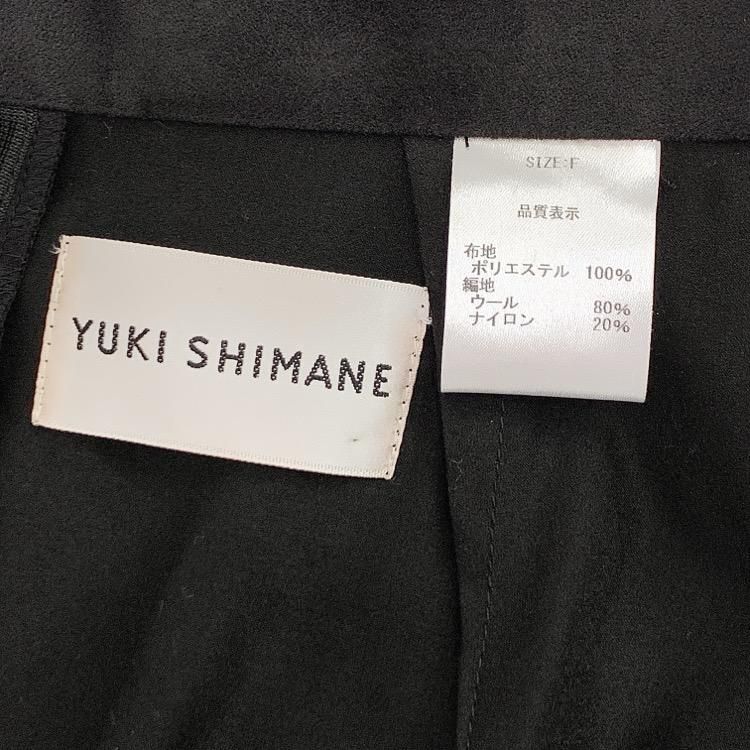 YUKI SHIMANE
SIZE:F
品質表示
布地
ポリエステル 100%
編地
ウール 80%
ナイロン 20%